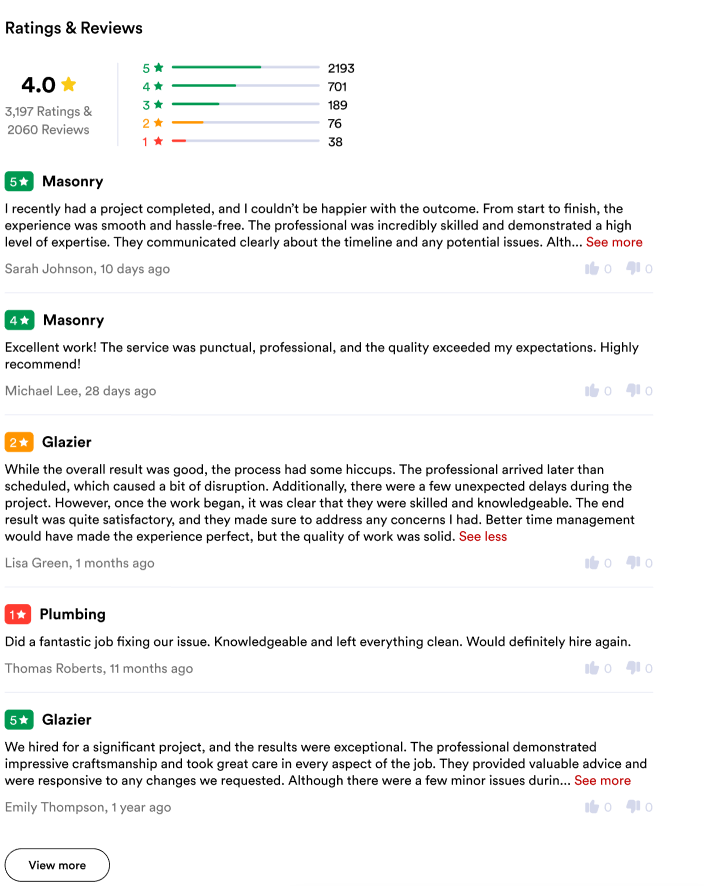 Ratings & Reviews
4.0
3,197 Ratings &
2060 Reviews
5 2193
4 701
3 189
2 76
1 38
5 Masonry
I recently had a project completed, and I couldn’t be happier with the outcome. From start to finish, the
experience was smooth and hassle-free. The professional was incredibly skilled and demonstrated a high
level of expertise. They communicated clearly about the timeline and any potential issues. Alth... See more
Sarah Johnson, 10 days ago 0 0
4 Masonry
Excellent work! The service was punctual, professional, and the quality exceeded my expectations. Highly
recommend!
Michael Lee, 28 days ago 0 0
2 Glazier
While the overall result was good, the process had some hiccups. The professional arrived later than
scheduled, which caused a bit of disruption. Additionally, there were a few unexpected delays during the
project. However, once the work began, it was clear that they were skilled and knowledgeable. The end
result was quite satisfactory, and they made sure to address any concerns I had. Better time management
would have made the experience perfect, but the quality of work was solid. See less
Lisa Green, 1 months ago 0 0
1 Plumbing
Did a fantastic job fixing our issue. Knowledgeable and left everything clean. Would definitely hire again.
Thomas Roberts, 11 months ago 0 0
5 Glazier
We hired for a significant project, and the results were exceptional. The professional demonstrated
impressive craftsmanship and took great care in every aspect of the job. They provided valuable advice and
were responsive to any changes we requested. Although there were a few minor issues durin... See more
Emily Thompson, 1 year ago 0 0
View more